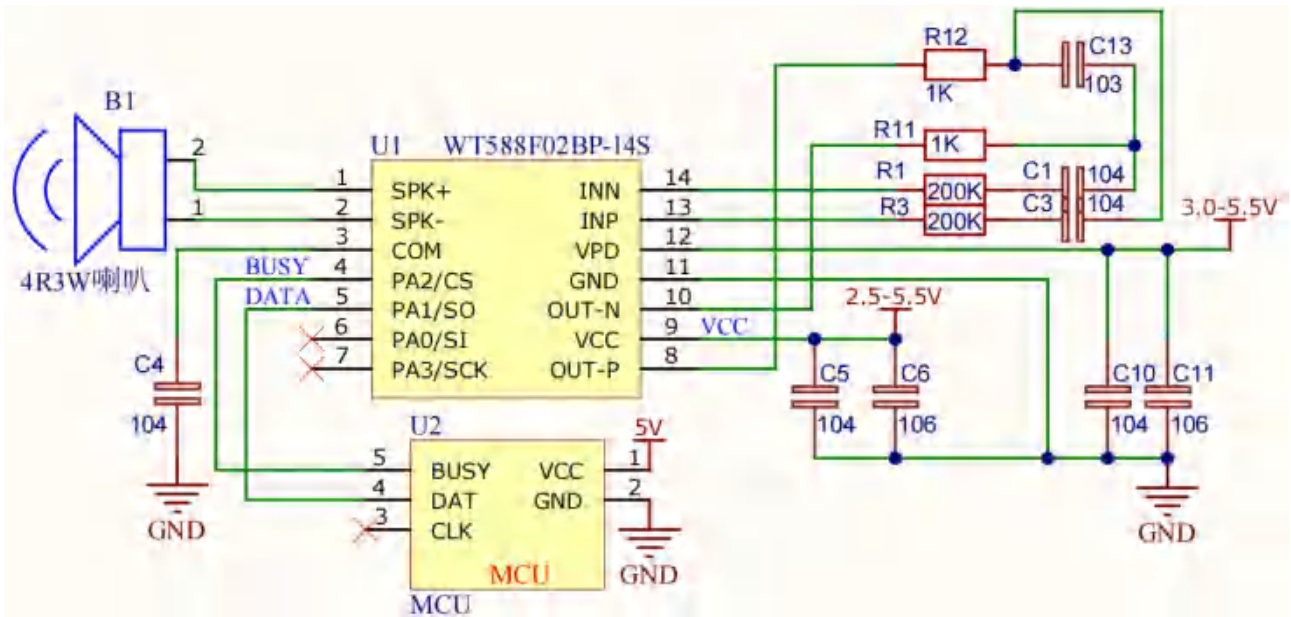 B1
2
1
4R3W喇叭
U1 WT588F02BP-14S
1 SPK+
2 SPK-
3 COM
4 PA2/CS
5 PA1/SO
6 PA0/SI
7 PA3/SCK
INN 14
INP 13
VPD 12
GND 11
OUT-N 10
VCC 9
OUT-P 8
BUSY
DATA
C4
104
GND
U2
5 BUSY
4 DAT
3 CLK
VCC 1
GND 2
MCU
MCU
5V
GND
R12
1K
C13
103
R11
1K
R1
200K
C1
104
R3
200K
C3
104
3.0-5.5V
2.5-5.5V
VCC
C5
104
C6
106
C10
104
C11
106
GND